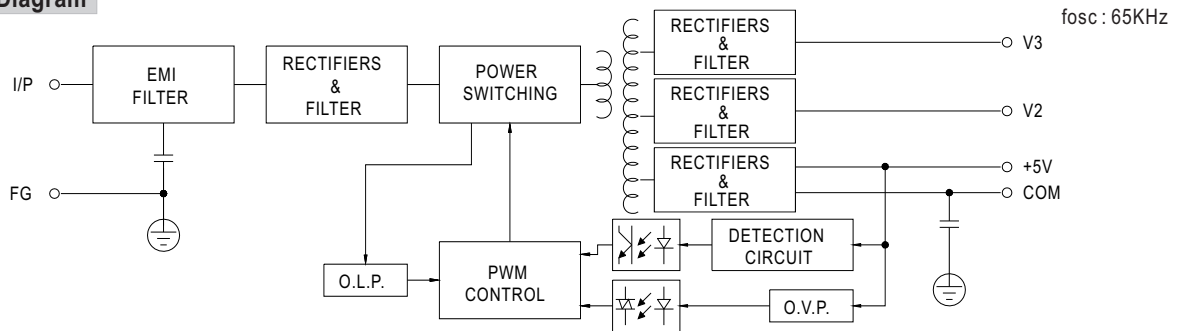 Diagram
fosc : 65KHz
I/P
EMI
FILTER
RECTIFIERS
&
FILTER
POWER
SWITCHING
RECTIFIERS
&
FILTER
V3
RECTIFIERS
&
FILTER
V2
RECTIFIERS
&
FILTER
+5V
COM
FG
O.L.P.
PWM
CONTROL
DETECTION
CIRCUIT
O.V.P.